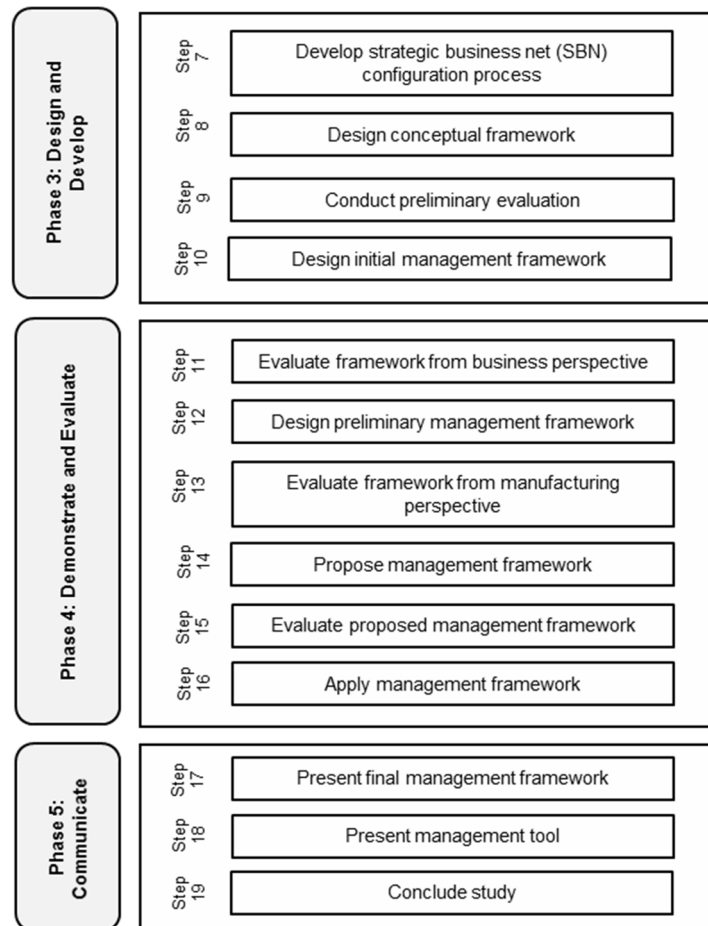 Phase 3: Design and
Develop
Step
7
Develop strategic business net (SBN)
configuration process
Step
8
Design conceptual framework
Step
9
Conduct preliminary evaluation
Step
10
Design initial management framework
Phase 4: Demonstrate and Evaluate
Step
11
Evaluate framework from business perspective
Step
12
Design preliminary management framework
Step
13
Evaluate framework from manufacturing
perspective
Step
14
Propose management framework
Step
15
Evaluate proposed management framework
Step
16
Apply management framework
Phase 5:
Communicate
Step
17
Present final management framework
Step
18
Present management tool
Step
19
Conclude study